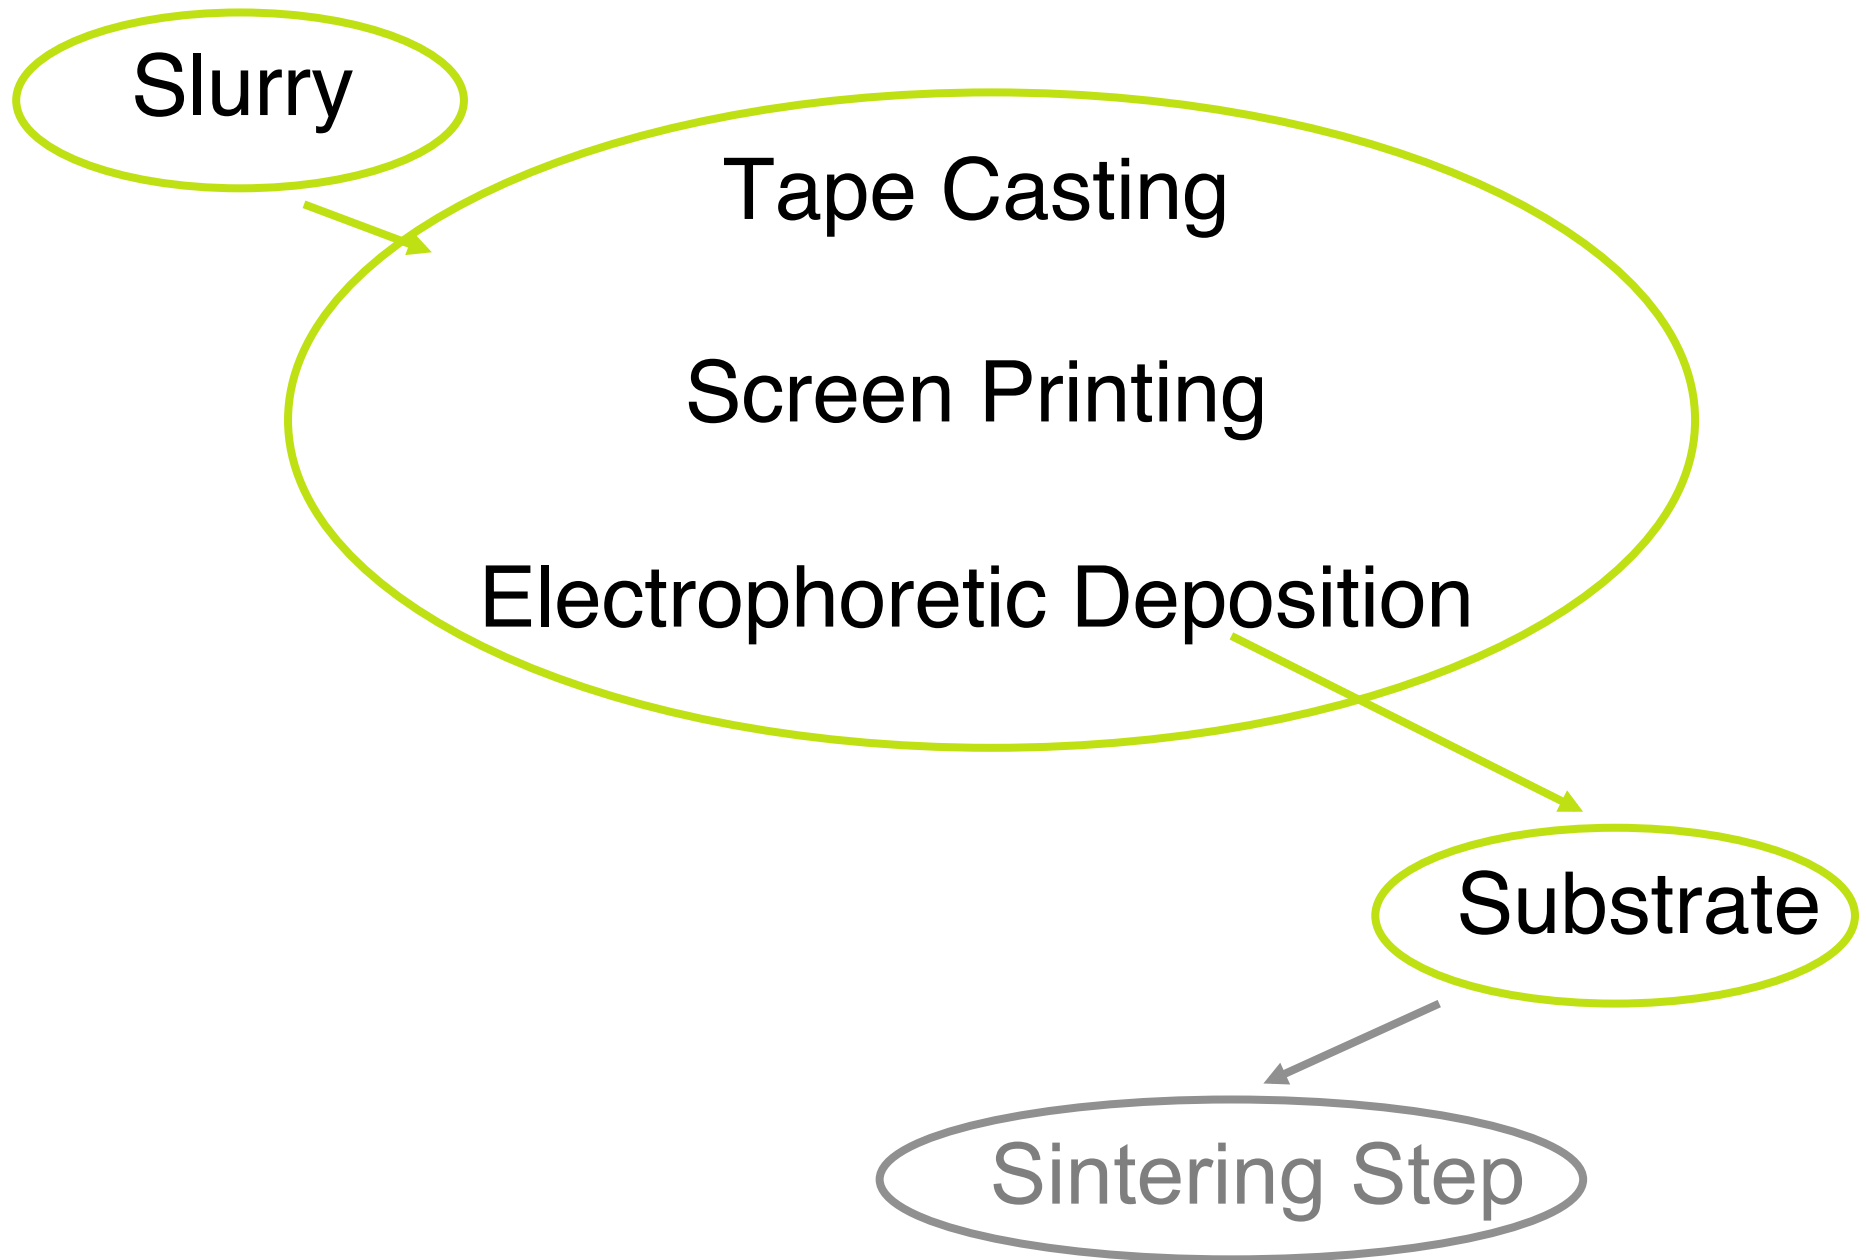 Slurry
Tape Casting
Screen Printing
Electrophoretic Deposition
Substrate
Sintering Step